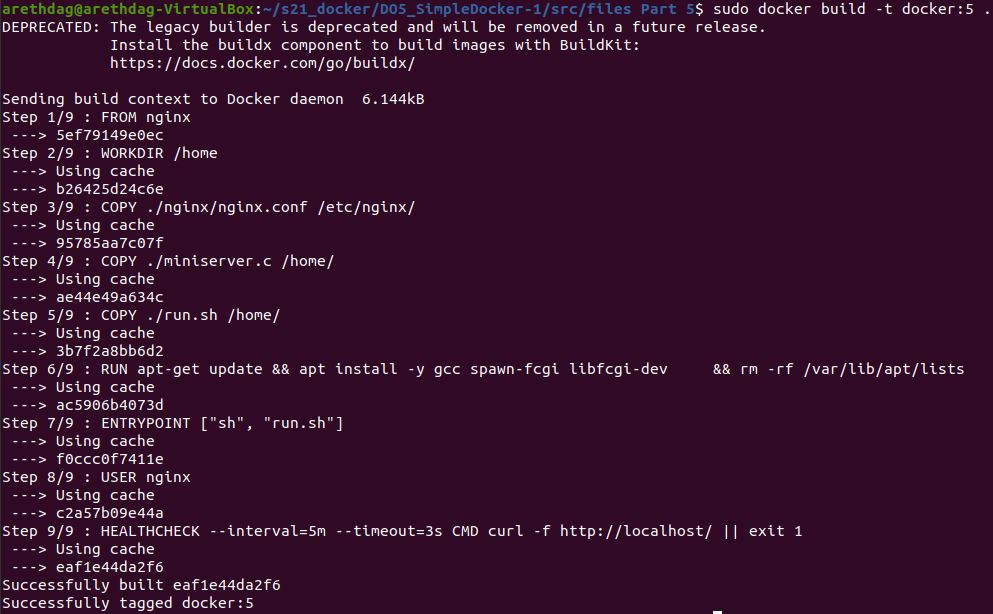 arethdag@arethdag-VirtualBox:~/s21_docker/DO5_SimpleDocker-1/src/files Part 5$ sudo docker build -t docker:5 .
DEPRECATED: The legacy builder is deprecated and will be removed in a future release.
            Install the buildx component to build images with BuildKit:
            https://docs.docker.com/go/buildx/

Sending build context to Docker daemon  6.144kB
Step 1/9 : FROM nginx
 ---> 5ef79149e0ec
Step 2/9 : WORKDIR /home
 ---> Using cache
 ---> b26425d24c6e
Step 3/9 : COPY ./nginx/nginx.conf /etc/nginx/
 ---> Using cache
 ---> 95785aa7c07f
Step 4/9 : COPY ./miniserver.c /home/
 ---> Using cache
 ---> ae44e49a634c
Step 5/9 : COPY ./run.sh /home/
 ---> Using cache
 ---> 3b7f2a8bb6d2
Step 6/9 : RUN apt-get update && apt install -y gcc spawn-fcgi libfcgi-dev     && rm -rf /var/lib/apt/lists
 ---> Using cache
 ---> ac5906b4073d
Step 7/9 : ENTRYPOINT ["sh", "run.sh"]
 ---> Using cache
 ---> f0ccc0f7411e
Step 8/9 : USER nginx
 ---> Using cache
 ---> c2a57b09e44a
Step 9/9 : HEALTHCHECK --interval=5m --timeout=3s CMD curl -f http://localhost/ || exit 1
 ---> Using cache
 ---> eaf1e44da2f6
Successfully built eaf1e44da2f6
Successfully tagged docker:5